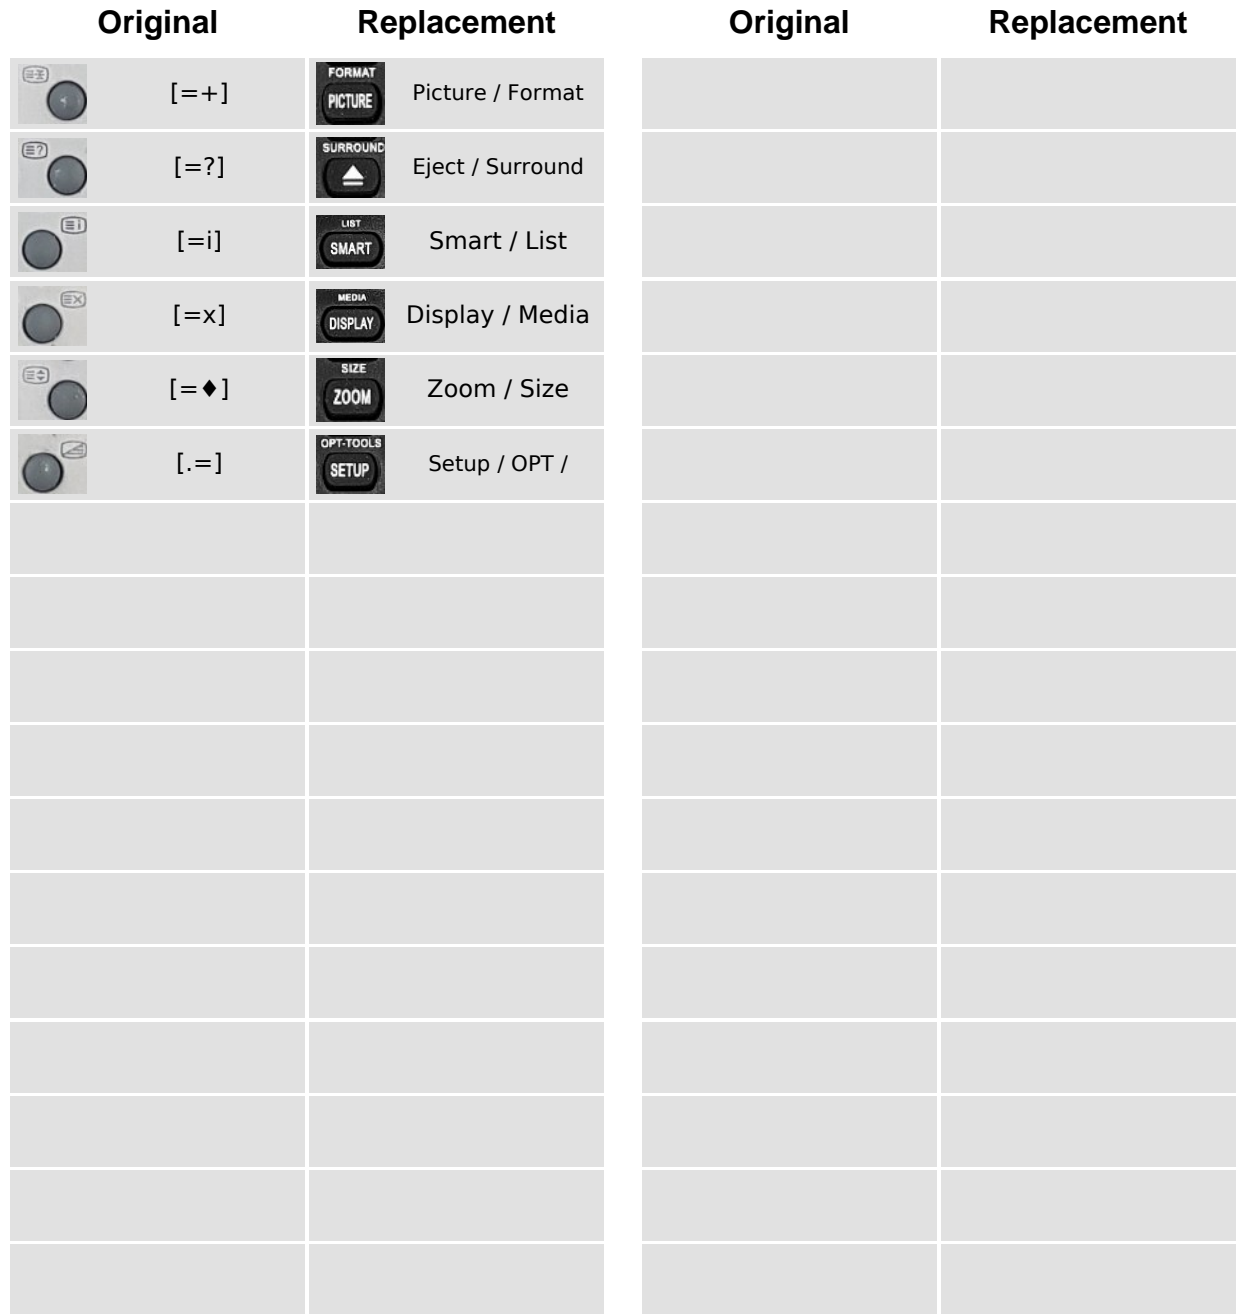 Original Replacement Original Replacement
[=+] FORMAT PICTURE Picture / Format
[=?] SURROUND Eject / Surround
[=i] LIST SMART Smart / List
[=x] MEDIA DISPLAY Display / Media
[=♦] SIZE ZOOM Zoom / Size
[.=] OPT-TOOLS SETUP Setup / OPT /